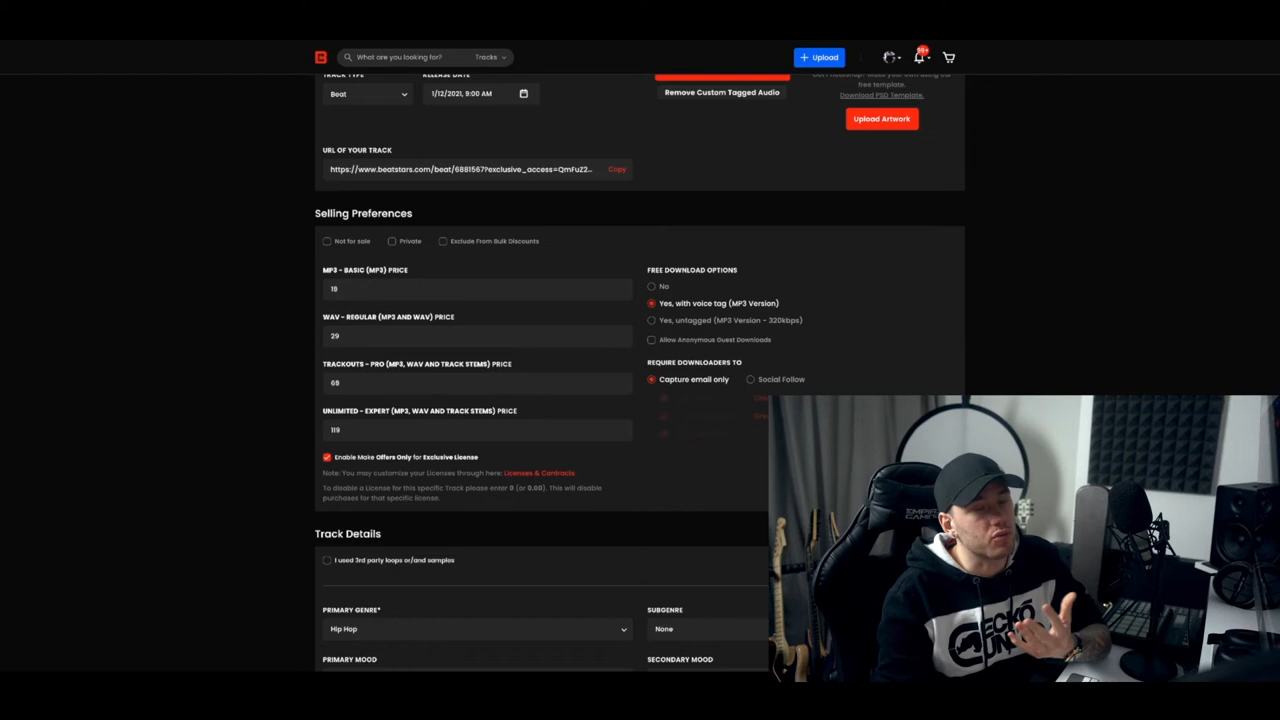 What are you looking for?
Tracks
+ Upload
99+
TRACK TYPE
RELEASE DATE
Beat
1/12/2021, 9:00 AM
Remove Custom Tagged Audio
free template.
Download PSD Template.
Upload Artwork
URL OF YOUR TRACK
https://www.beatstars.com/beat/6881567?exclusive_access=QmFuZ2...
Copy
Selling Preferences
Not for sale
Private
Exclude From Bulk Discounts
MP3 - BASIC (MP3) PRICE
19
WAV - REGULAR (MP3 AND WAV) PRICE
29
TRACKOUTS - PRO (MP3, WAV AND TRACK STEMS) PRICE
69
UNLIMITED - EXPERT (MP3, WAV AND TRACK STEMS) PRICE
119
Enable Make Offers Only for Exclusive License
Note: You may customize your Licenses through here: Licenses & Contracts
To disable a License for this specific Track please enter 0 (or 0.00). This will disable
purchases for that specific license.
FREE DOWNLOAD OPTIONS
No
Yes, with voice tag (MP3 Version)
Yes, untagged (MP3 Version - 320kbps)
Allow Anonymous Guest Downloads
REQUIRE DOWNLOADERS TO
Capture email only
Social Follow
Track Details
I used 3rd party loops or/and samples
PRIMARY GENRE*
Hip Hop
SUBGENRE
None
PRIMARY MOOD
SECONDARY MOOD
ECKO
UN